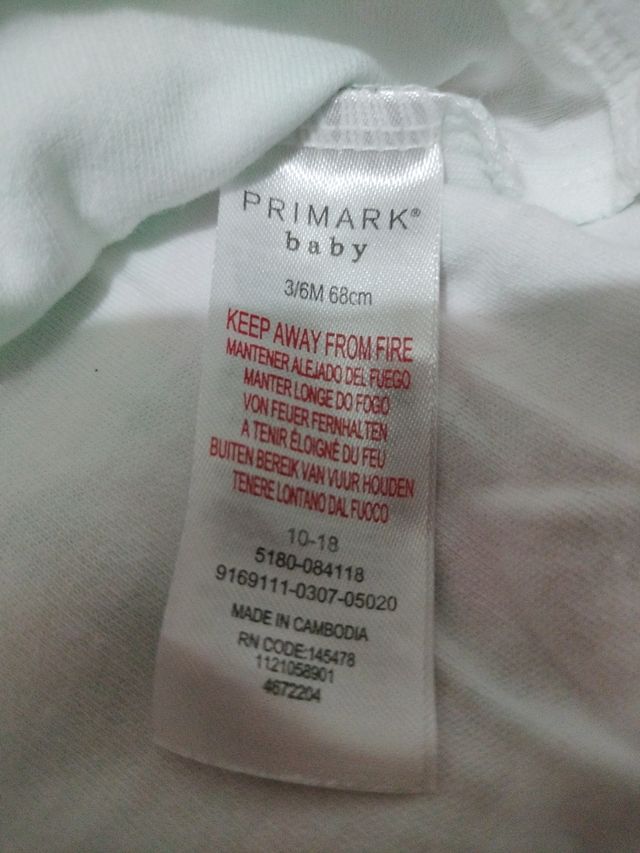 PRIMARK®
baby
3/6M 68cm
KEEP AWAY FROM FIRE
MANTENER ALEJADO DEL FUEGO
MANTER LONGE DO FOGO
VON FEUER FERNHALTEN
A TENIR ÉLOIGNÉ DU FEU
BUITEN BEREIK VAN VUUR HOUDEN
TENERE LONTANO DAL FUOCO
10-18
5180-084118
9169111-0307-05020
MADE IN CAMBODIA
RN CODE:145478
1121058901
4672204